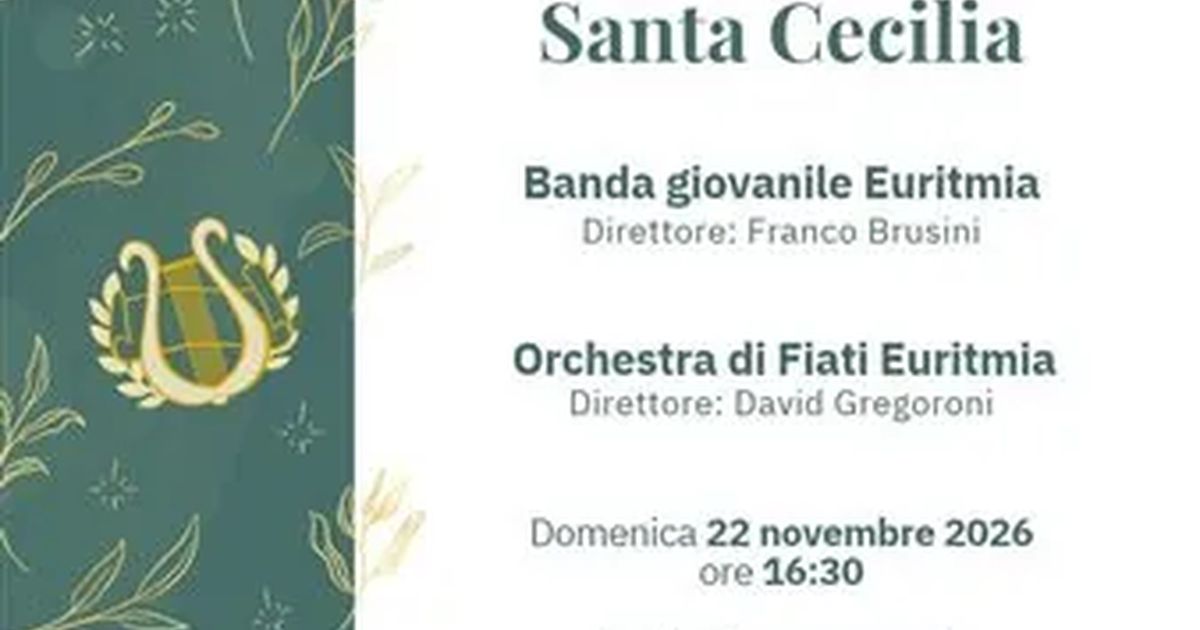 Santa Cecilia
Banda giovanile Euritmia
Direttore: Franco Brusini
Orchestra di Fiati Euritmia
Direttore: David Gregoroni
Domenica 22 novembre 2026
ore 16:30